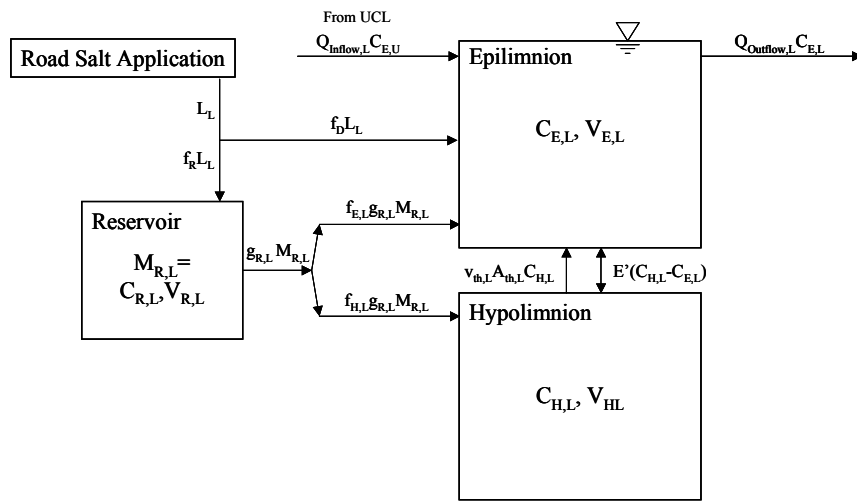 From UCL
Q_Inflow,L C_E,U
Q_Outflow,L C_E,L
Road Salt Application
Epilimnion
L_L
f_D L_L
C_E,L, V_E,L
f_R L_L
Reservoir
M_R,L=
C_R,L,V_R,L
g_R,L M_R,L
f_E,L g_R,L M_R,L
f_H,L g_R,L M_R,L
v_th,L A_th,L C_H,L
E’(C_H,L-C_E,L)
Hypolimnion
C_H,L, V_HL